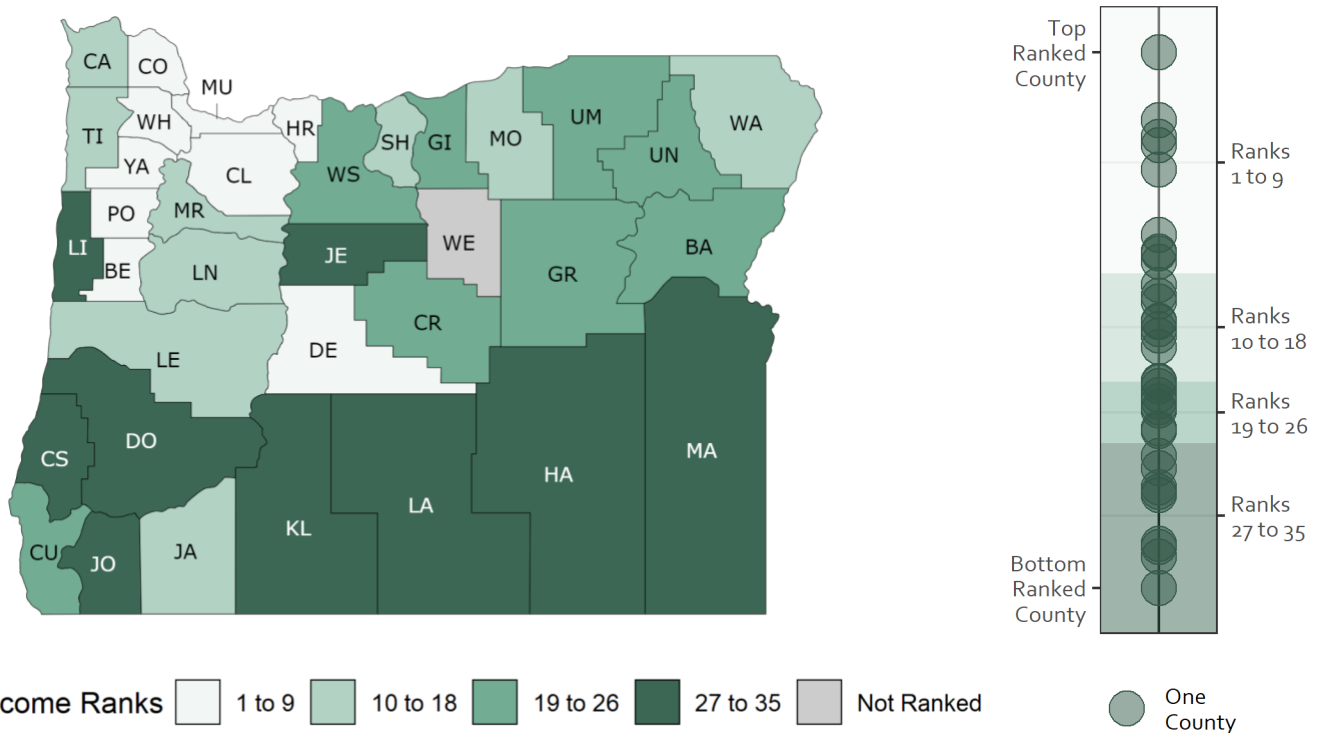 CA
CO
MU
TI
WH
HR
SH
GI
MO
UM
WA
YA
CL
WS
UN
PO
MR
LI
BE
LN
JE
WE
GR
BA
LE
DE
CR
CS
DO
KL
LA
HA
MA
CU
JO
JA
come Ranks
1 to 9
10 to 18
19 to 26
27 to 35
Not Ranked
Top
Ranked
County
Ranks
1 to 9
Ranks
10 to 18
Ranks
19 to 26
Ranks
27 to 35
Bottom
Ranked
County
One
County